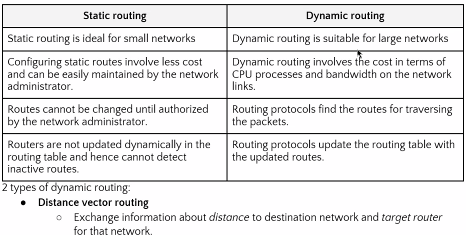 Static routing
Dynamic routing
Static routing is ideal for small networks
Dynamic routing is suitable for large networks
Configuring static routes involve less cost
and can be easily maintained by the network
administrator.
Dynamic routing involves the cost in terms of
CPU processes and bandwidth on the network
links.
Routes cannot be changed until authorized
by the network administrator.
Routing protocols find the routes for traversing
the packets.
Routers are not updated dynamically in the
routing table and hence cannot detect
inactive routes.
Routing protocols update the routing table with
the updated routes.
2 types of dynamic routing:
● Distance vector routing
○ Exchange information about distance to destination network and target router
for that network.